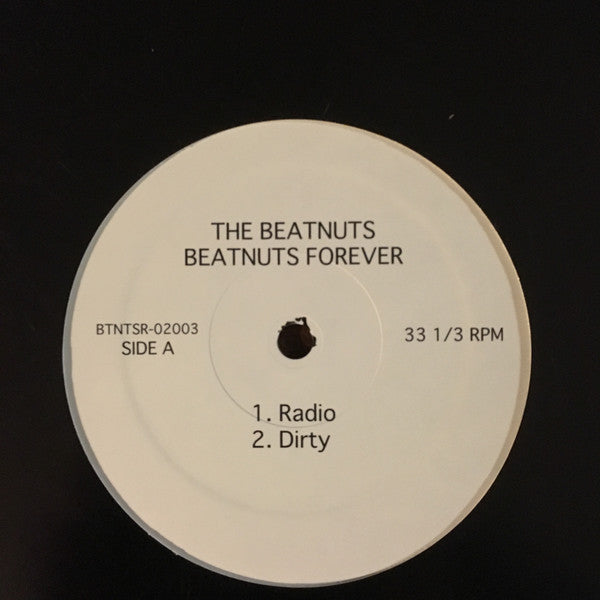 THE BEATNUTS
BEATNUTS FOREVER
BTNTSR-02003
SIDE A
33 1/3 RPM
1. Radio
2. Dirty